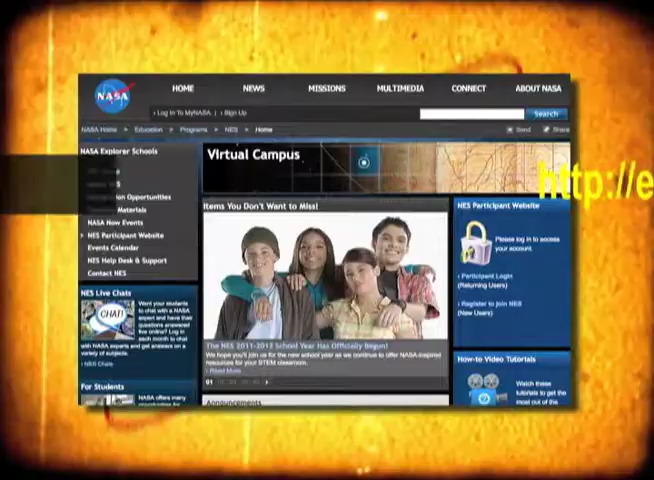 NASA
HOME NEWS MISSIONS MULTIMEDIA CONNECT ABOUT NASA
› Log In To MyNASA | › Sign Up
Search
NASA Home > Education > Programs > NES > Home
Send Share
NASA Explorer Schools
Opportunities
Materials
NASA Now Events
› NES Participant Website
Events Calendar
NES Help Desk & Support
Contact NES
NES Live Chats
CHAT!
Want your students
to chat with a NASA
expert and have their
questions answered
live online? Log in
each month to chat
with NASA experts and get answers on a
variety of subjects.
› NES Chats
For Students
NASA offers many
Virtual Campus
Items You Don't Want to Miss!
The NES 2011-2012 School Year Has Officially Begun!
We hope you'll join us for the new school year as we continue to offer NASA-inspired
resources for your STEM classroom.
› Read More
01
Announcements
http://e
NES Participant Website
Please log in to access
your account.
› Participant Login
(Returning Users)
› Register to Join NES
(New Users)
How-to Video Tutorials
Watch these
tutorials to get the
most out of the